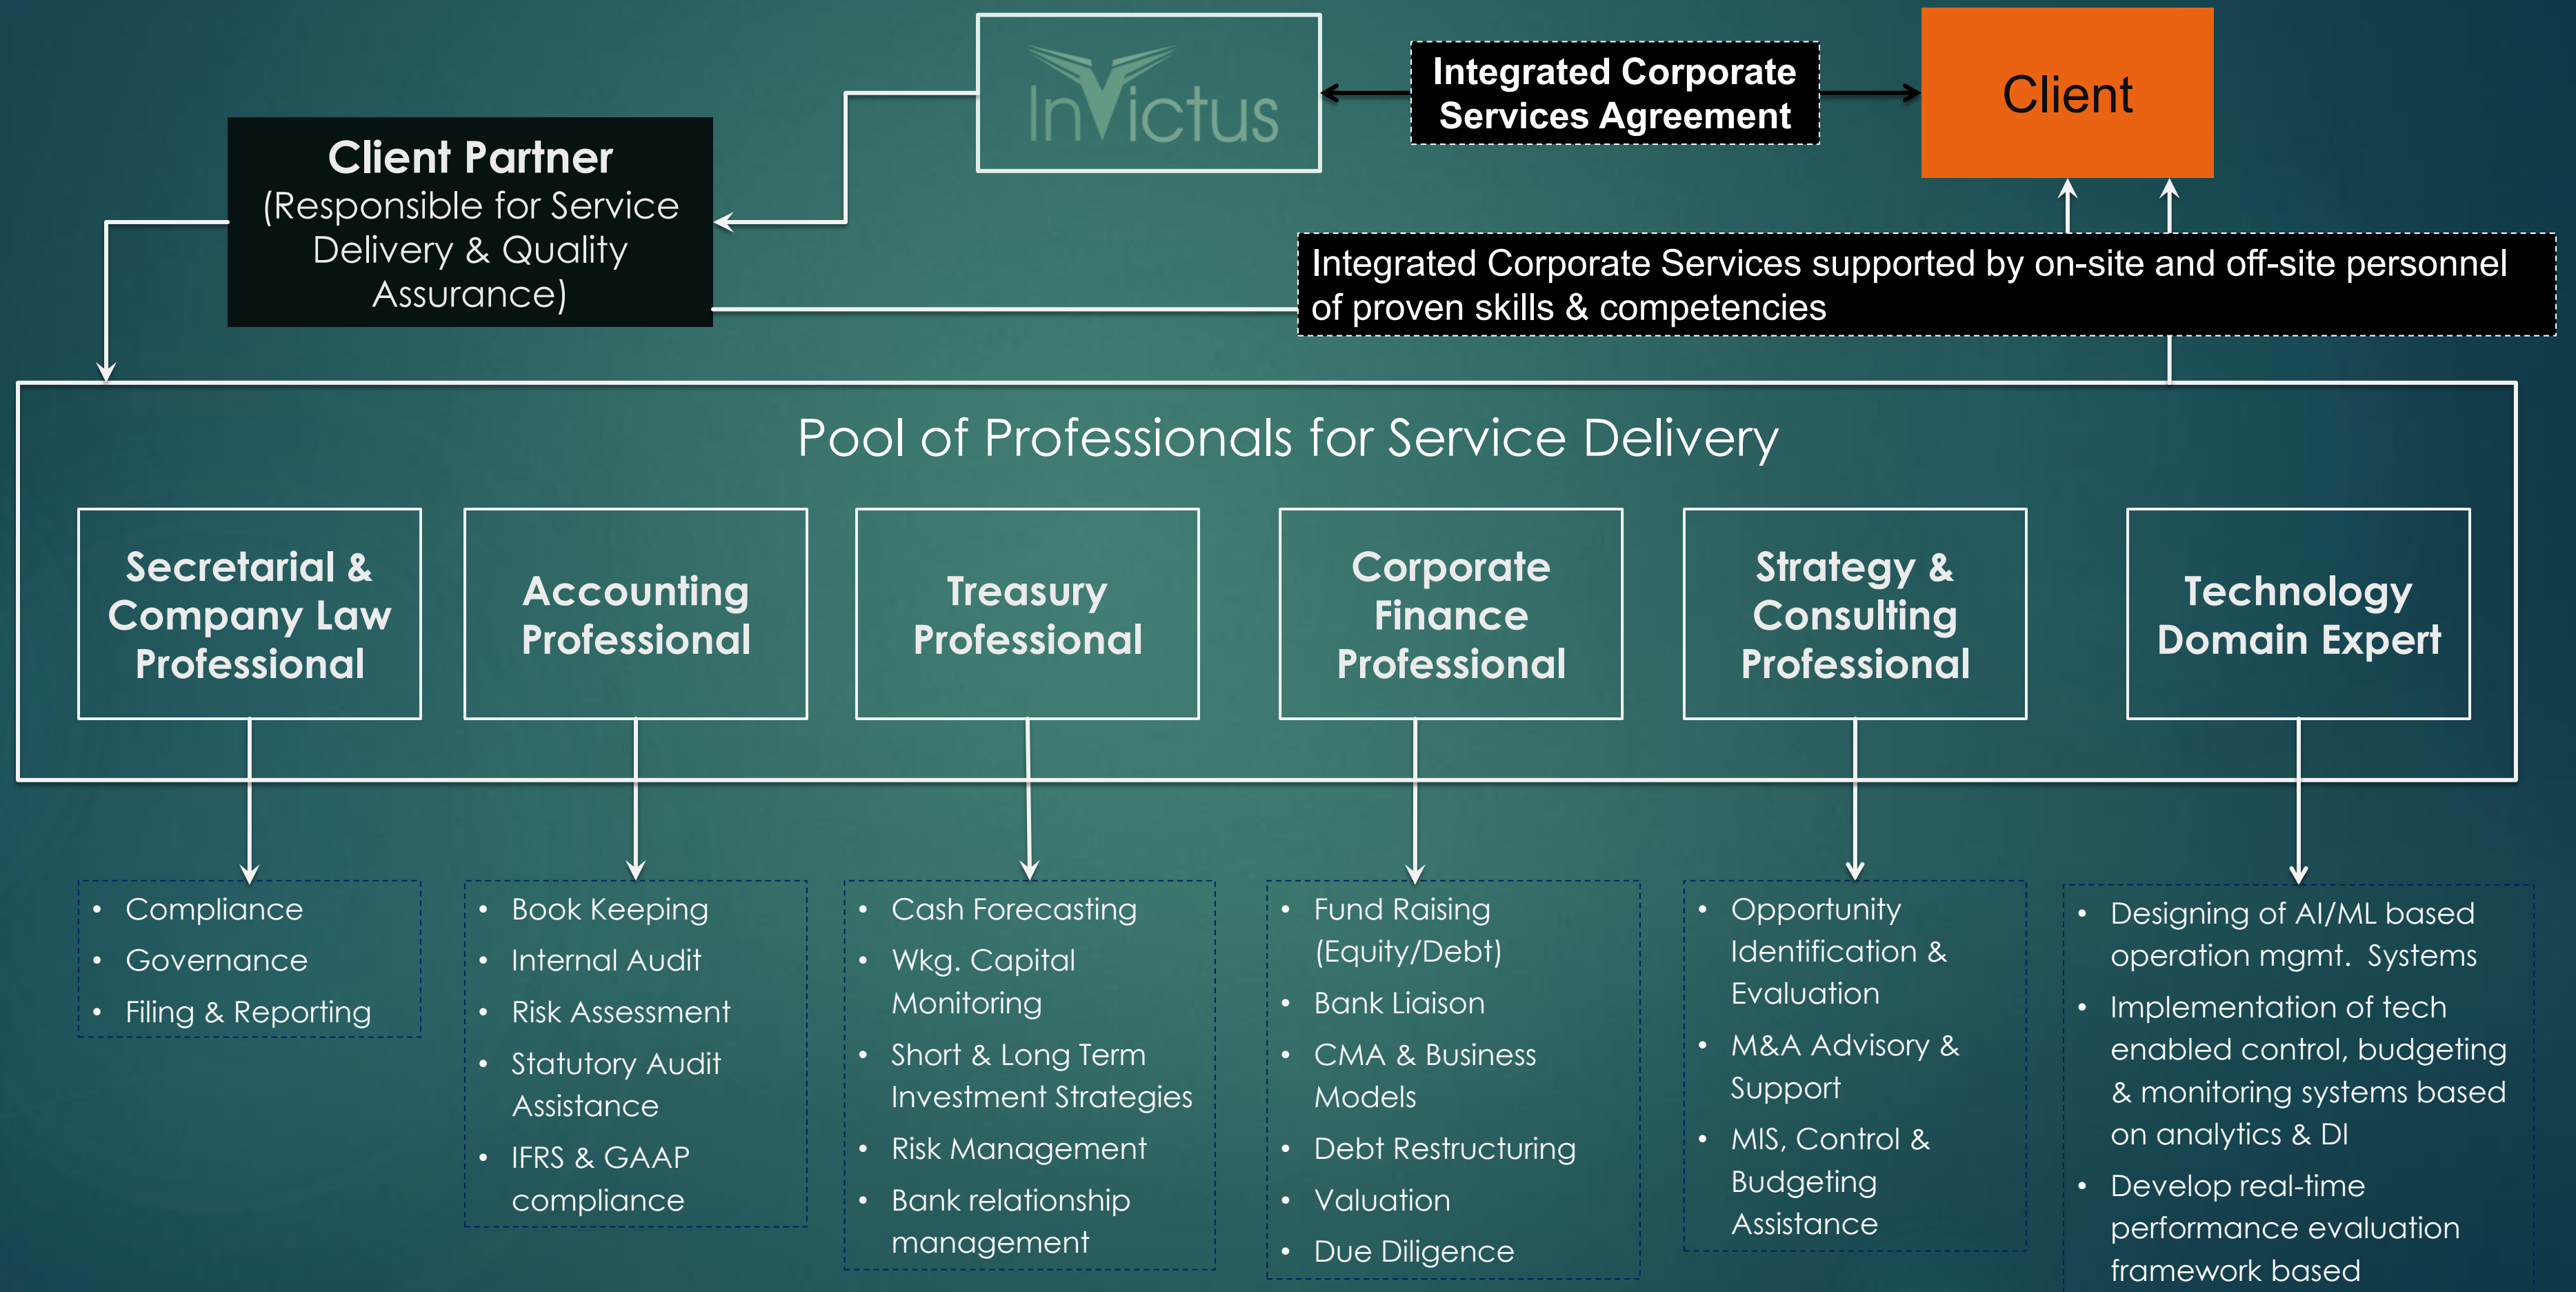 InVictus
Integrated Corporate
Services Agreement
Client
Client Partner
(Responsible for Service
Delivery & Quality
Assurance)
Integrated Corporate Services supported by on-site and off-site personnel
of proven skills & competencies
Pool of Professionals for Service Delivery
Secretarial &
Company Law
Professional
Accounting
Professional
Treasury
Professional
Corporate
Finance
Professional
Strategy &
Consulting
Professional
Technology
Domain Expert
• Compliance
• Governance
• Filing & Reporting
• Book Keeping
• Internal Audit
• Risk Assessment
• Statutory Audit
Assistance
• IFRS & GAAP
compliance
• Cash Forecasting
• Wkg. Capital
Monitoring
• Short & Long Term
Investment Strategies
• Risk Management
• Bank relationship
management
• Fund Raising
(Equity/Debt)
• Bank Liaison
• CMA & Business
Models
• Debt Restructuring
• Valuation
• Due Diligence
• Opportunity
Identification &
Evaluation
• M&A Advisory &
Support
• MIS, Control &
Budgeting
Assistance
• Designing of AI/ML based
operation mgmt. Systems
• Implementation of tech
enabled control, budgeting
& monitoring systems based
on analytics & DI
• Develop real-time
performance evaluation
framework based